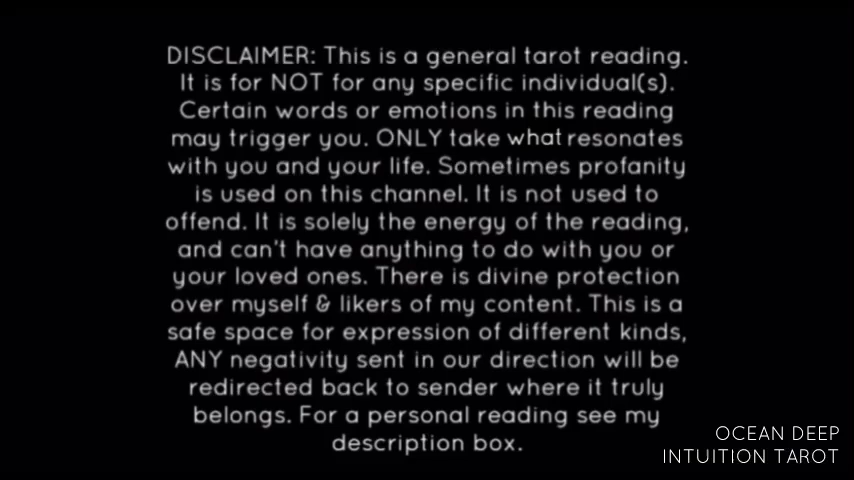 DISCLAIMER: This is a general tarot reading.
It is for NOT for any specific individual(s).
Certain words or emotions in this reading
may trigger you. ONLY take what resonates
with you and your life. Sometimes profanity
is used on this channel. It is not used to
offend. It is solely the energy of the reading,
and can't have anything to do with you or
your loved ones. There is divine protection
over myself & likers of my content. This is a
safe space for expression of different kinds,
ANY negativity sent in our direction will be
redirected back to sender where it truly
belongs. For a personal reading see my
description box.
OCEAN DEEP
INTUITION TAROT